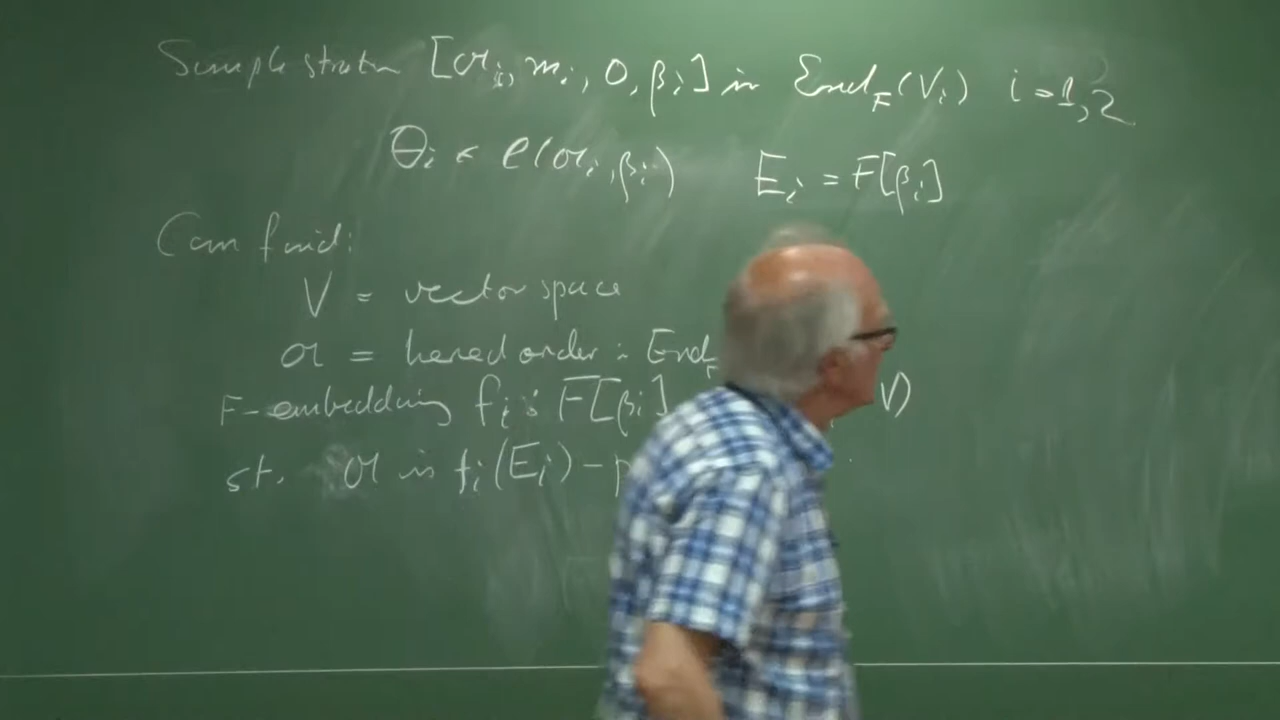 Simple stratum [𝔞ᵢ, mᵢ, 0, βᵢ] in End_F(Vᵢ) i=1,2
θᵢ ∈ C(𝔞ᵢ, βᵢ) Eᵢ = F[βᵢ]
Can find:
V = vector space
𝔞 = hered order in End_F
F-embedding fᵢ: F[βᵢ] V)
st. 𝔞 is fᵢ(Eᵢ)-p